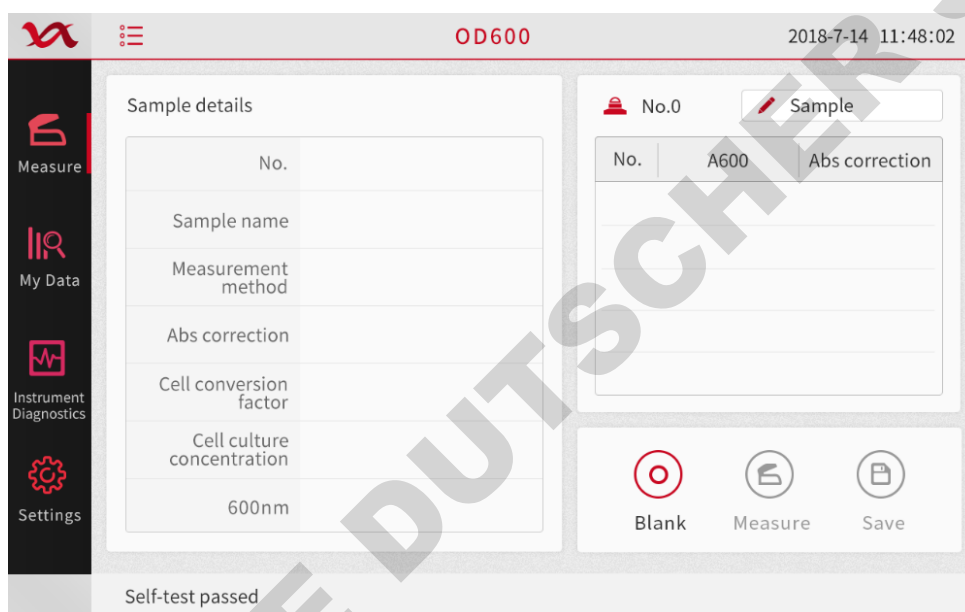 OD600
2018-7-14 11:48:02
Measure
My Data
Instrument
Diagnostics
Settings
Sample details
No.
Sample name
Measurement
method
Abs correction
Cell conversion
factor
Cell culture
concentration
600nm
No.0
Sample
No. A600 Abs correction
Blank Measure Save
Self-test passed
E DUTSCHER